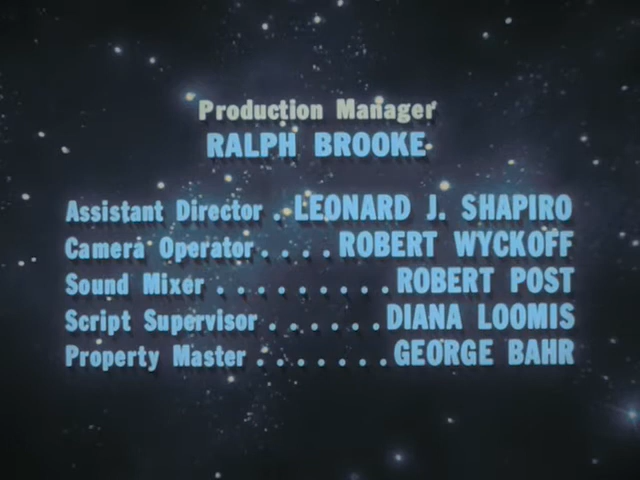 Production Manager
RALPH BROOKE
Assistant Director . LEONARD J. SHAPIRO
Camera Operator . . . . ROBERT WYCKOFF
Sound Mixer . . . . . . . . . ROBERT POST
Script Supervisor . . . . . . DIANA LOOMIS
Property Master . . . . . . . GEORGE BAHR